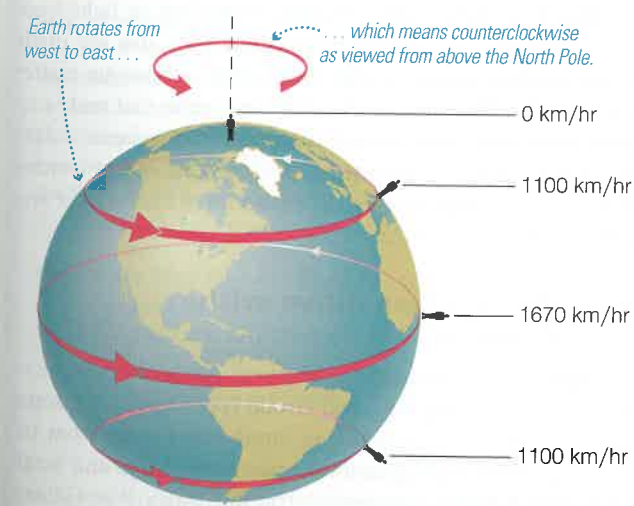 Earth rotates from
west to east . . .
. . . which means counterclockwise
as viewed from above the North Pole.
0 km/hr
1100 km/hr
1670 km/hr
1100 km/hr